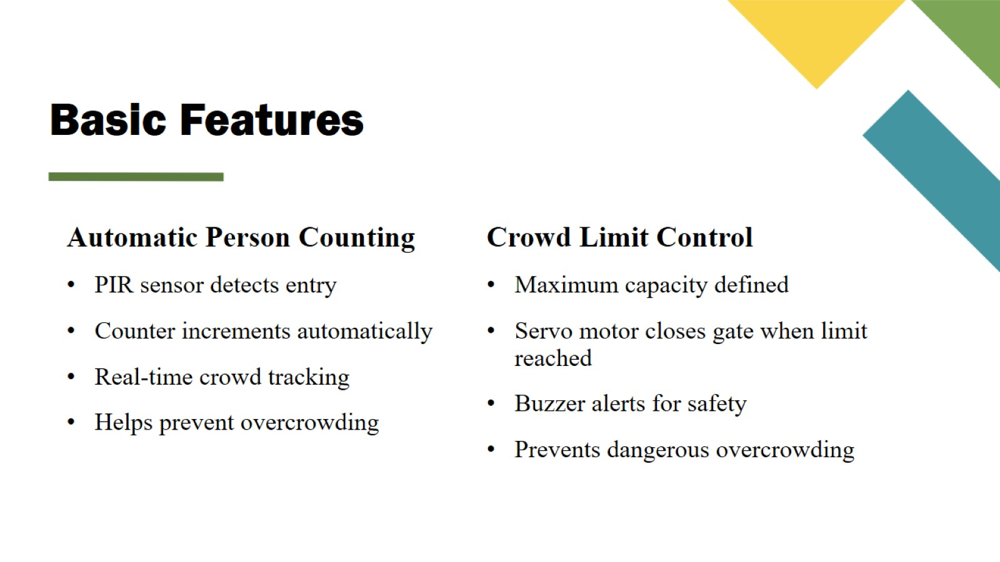 Basic Features
Automatic Person Counting
• PIR sensor detects entry
• Counter increments automatically
• Real-time crowd tracking
• Helps prevent overcrowding
Crowd Limit Control
• Maximum capacity defined
• Servo motor closes gate when limit
reached
• Buzzer alerts for safety
• Prevents dangerous overcrowding